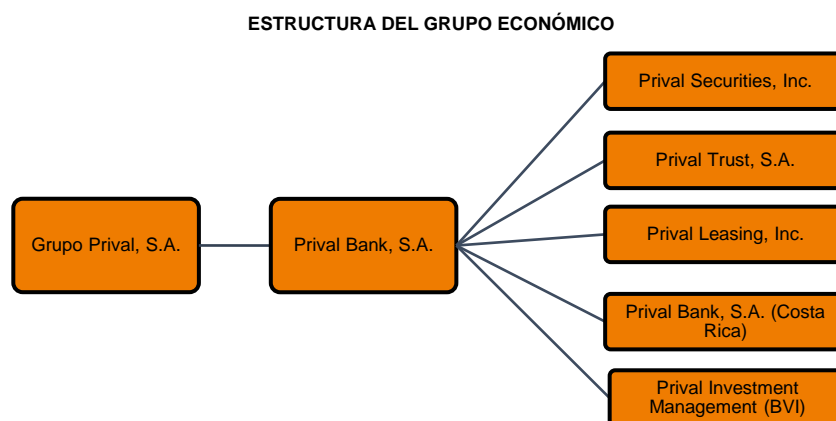 ESTRUCTURA DEL GRUPO ECONÓMICO
Grupo Prival, S.A.
Prival Bank, S.A.
Prival Securities, Inc.
Prival Trust, S.A.
Prival Leasing, Inc.
Prival Bank, S.A. (Costa
Rica)
Prival Investment
Management (BVI)